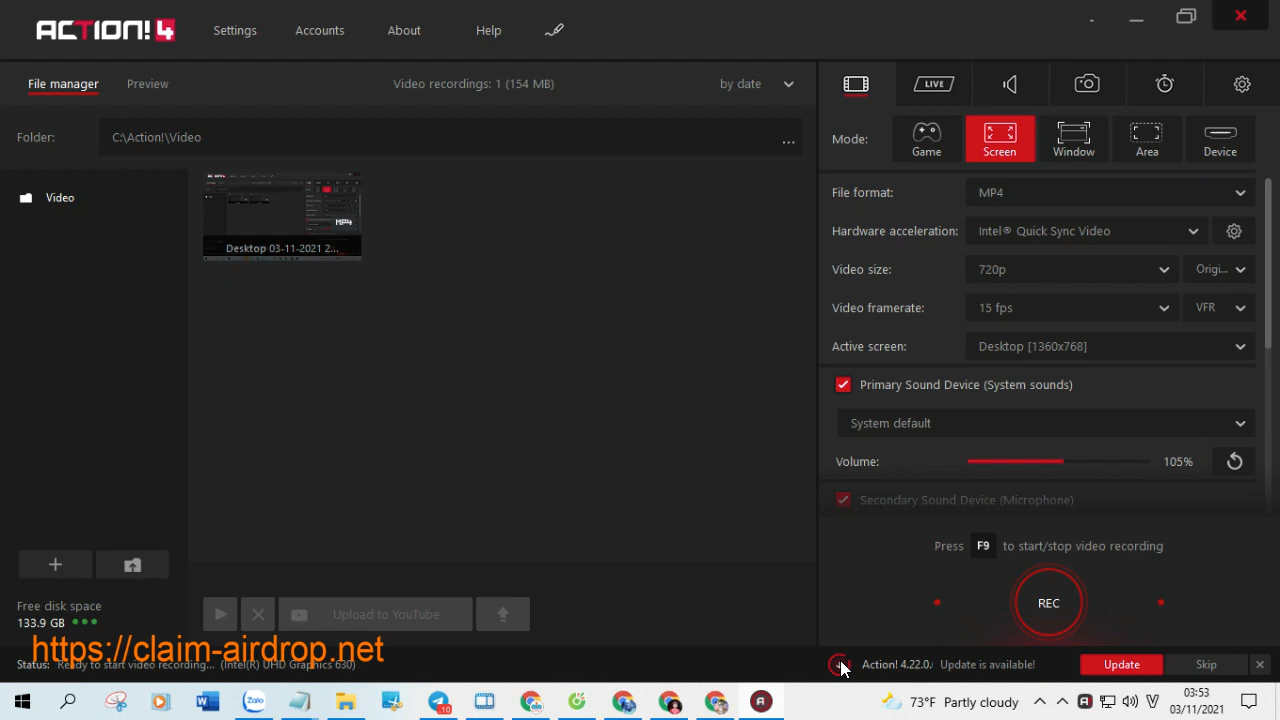 ACTION! 4
Settings
Accounts
About
Help
File manager
Preview
Video recordings: 1 (154 MB)
by date
LIVE
Folder:
C:\Action!\Video
...
Mode:
Game
Screen
Window
Area
Device
Video
MP4
Desktop 03-11-2021 2...
File format:
MP4
Hardware acceleration:
Intel® Quick Sync Video
Video size:
720p
Origi...
Video framerate:
15 fps
VFR
Active screen:
Desktop [1360x768]
Primary Sound Device (System sounds)
System default
Volume:
105%
Secondary Sound Device (Microphone)
Press F9 to start/stop video recording
REC
Free disk space
133.9 GB
Upload to YouTube
https://claim-airdrop.net
Status:
Ready to start video recording... (Intel(R) UHD Graphics 630)
Action! 4.22.0.
Update is available!
Update
Skip
Zalo
10
73°F Partly cloudy
03:53
03/11/2021